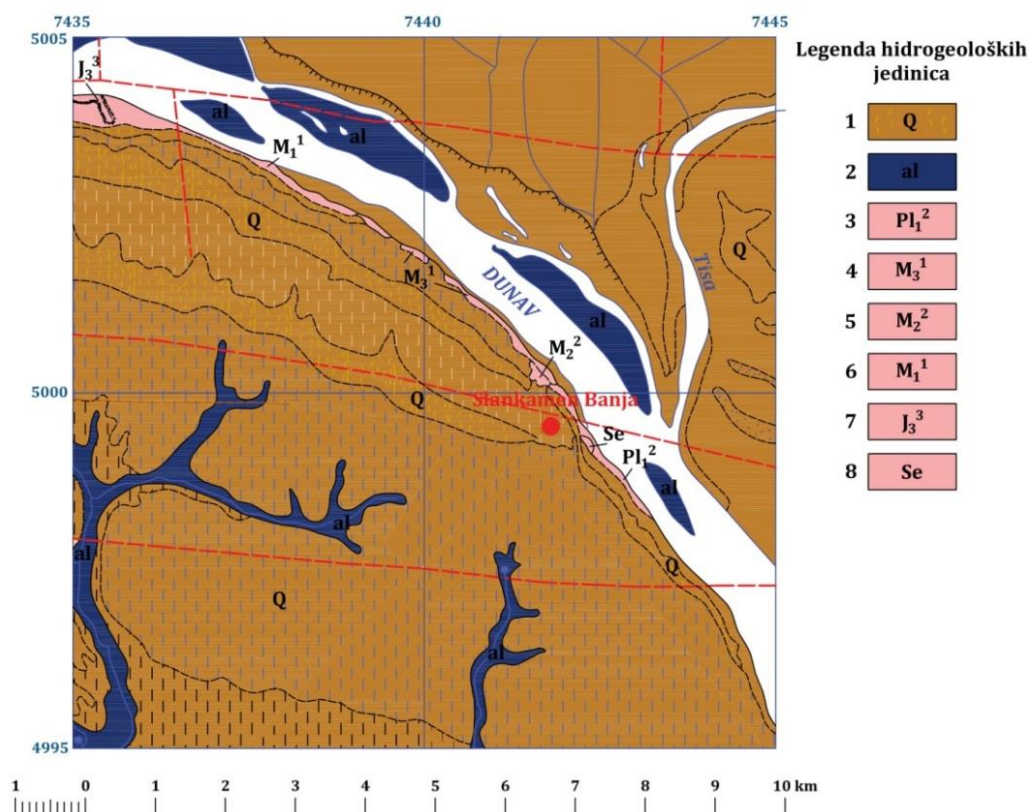 7435
7440
7445
5005
J₃³
al
al
M₁¹
Q
M₃¹
DUNAV
Tisa
Q
al
M₂²
5000
Slankamen Banja
Q
Se
Pl₁²
al
al
al
Q
Q
al
4995
Legenda hidrogeoloških
jedinica
1 Q
2 al
3 Pl₁²
4 M₃¹
5 M₂²
6 M₁¹
7 J₃³
8 Se
1 0 1 2 3 4 5 6 7 8 9 10 km